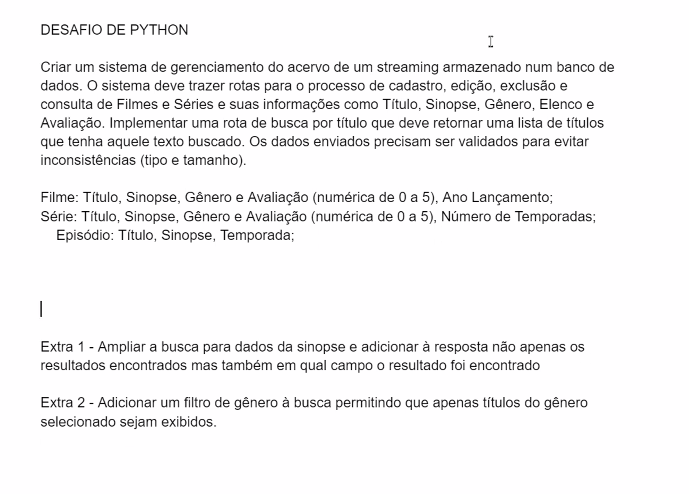 DESAFIO DE PYTHON
Criar um sistema de gerenciamento do acervo de um streaming armazenado num banco de
dados. O sistema deve trazer rotas para o processo de cadastro, edição, exclusão e
consulta de Filmes e Séries e suas informações como Título, Sinopse, Gênero, Elenco e
Avaliação. Implementar uma rota de busca por título que deve retornar uma lista de títulos
que tenha aquele texto buscado. Os dados enviados precisam ser validados para evitar
inconsistências (tipo e tamanho).
Filme: Título, Sinopse, Gênero e Avaliação (numérica de 0 a 5), Ano Lançamento;
Série: Título, Sinopse, Gênero e Avaliação (numérica de 0 a 5), Número de Temporadas;
Episódio: Título, Sinopse, Temporada;
Extra 1 - Ampliar a busca para dados da sinopse e adicionar à resposta não apenas os
resultados encontrados mas também em qual campo o resultado foi encontrado
Extra 2 - Adicionar um filtro de gênero à busca permitindo que apenas títulos do gênero
selecionado sejam exibidos.